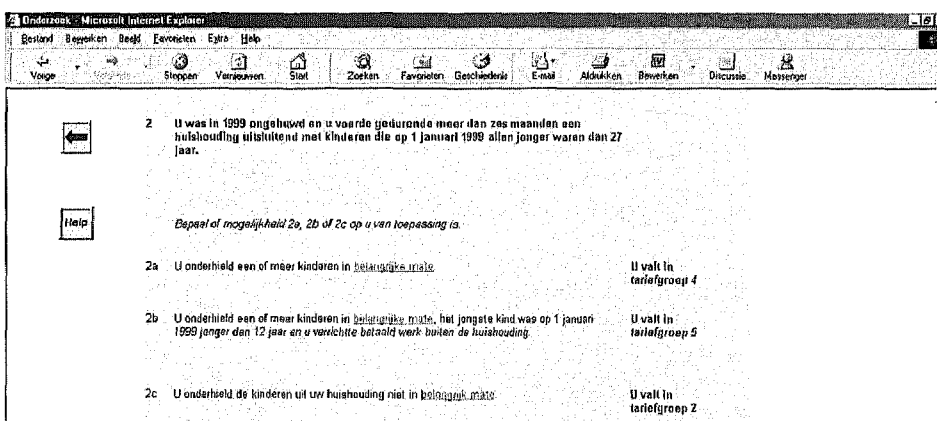 Onderzoek - Microsoft Internet Explorer
Bestand Bewerken Beeld Favorieten Extra Help
Vorige Stoppen Vernieuwen Start Zoeken Favorieten Geschiedenis E-mail Afdrukken Bewerken Discussie Messenger
2 U was in 1999 ongehuwd en u voerde gedurende meer dan zes maanden een
huishouding uitsluitend met kinderen die op 1 januari 1999 allen jonger waren dan 27
jaar.
Help
Bepaal of mogelijkheid 2a, 2b of 2c op u van toepassing is.
2a U onderhield een of meer kinderen in belangrijke mate. U valt in
tariefgroep 4
2b U onderhield een of meer kinderen in belangrijke mate, het jongste kind was op 1 januari U valt in
1999 jonger dan 12 jaar en u verrichtte betaald werk buiten de huishouding. tariefgroep 5
2c U onderhield de kinderen uit uw huishouding niet in belangrijk mate. U valt in
tariefgroep 2